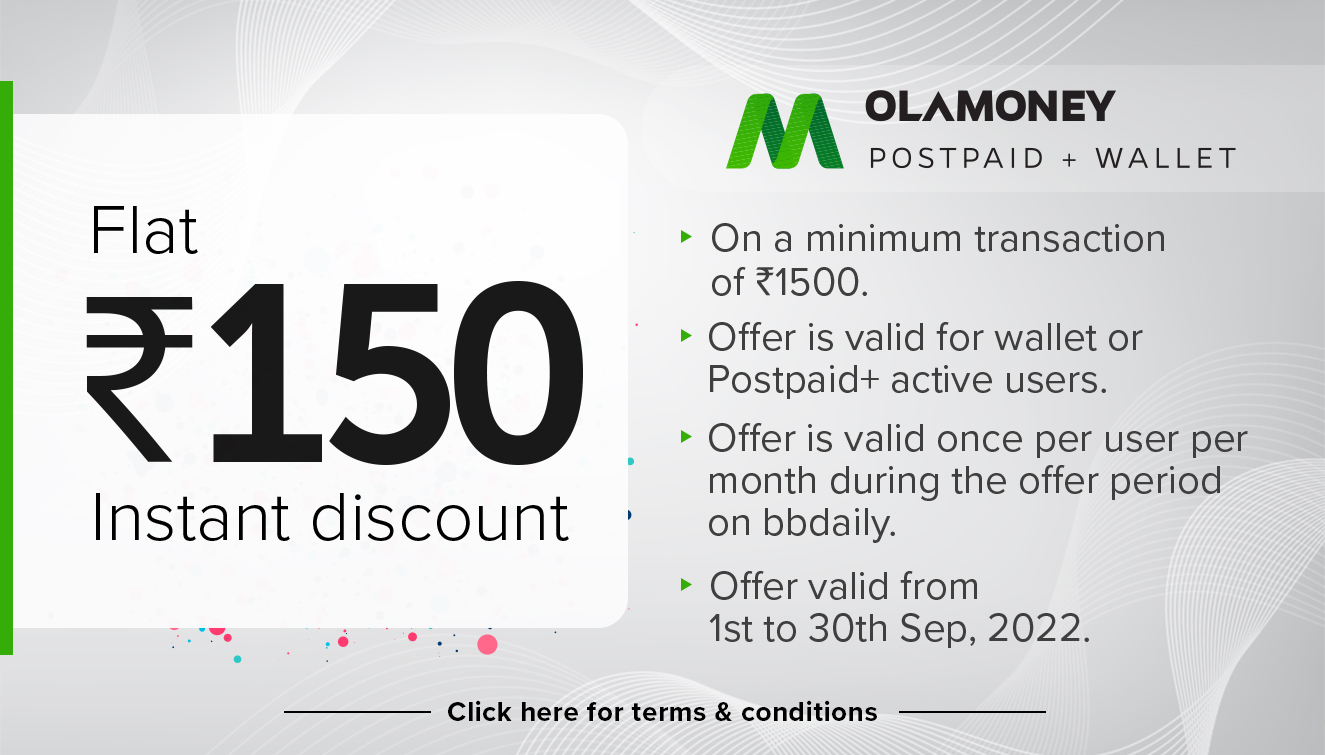 Flat
₹150
Instant discount
OLAMONEY
POSTPAID + WALLET
On a minimum transaction
of ₹1500.
Offer is valid for wallet or
Postpaid+ active users.
Offer is valid once per user per
month during the offer period
on bbdaily.
Offer valid from
1st to 30th Sep, 2022.
Click here for terms & conditions